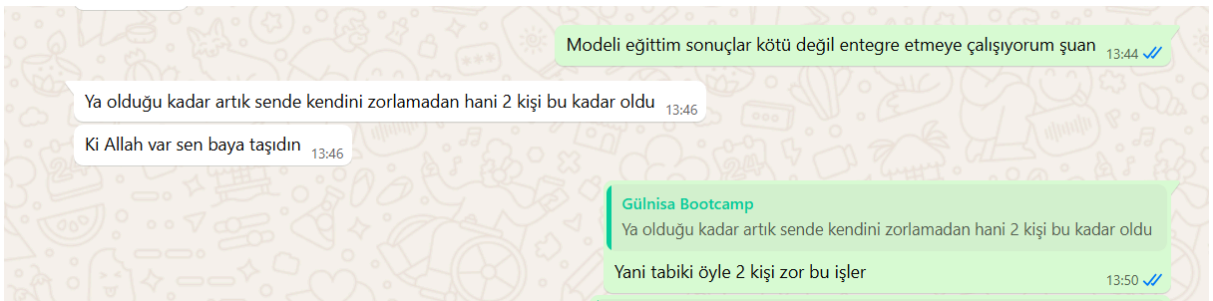 Modeli eğittim sonuçlar kötü değil entegre etmeye çalışıyorum şuan 13:44
Ya olduğu kadar artık sende kendini zorlamadan hani 2 kişi bu kadar oldu 13:46
Ki Allah var sen baya taşıdın 13:46
Gülnisa Bootcamp
Ya olduğu kadar artık sende kendini zorlamadan hani 2 kişi bu kadar oldu
Yani tabiki öyle 2 kişi zor bu işler 13:50